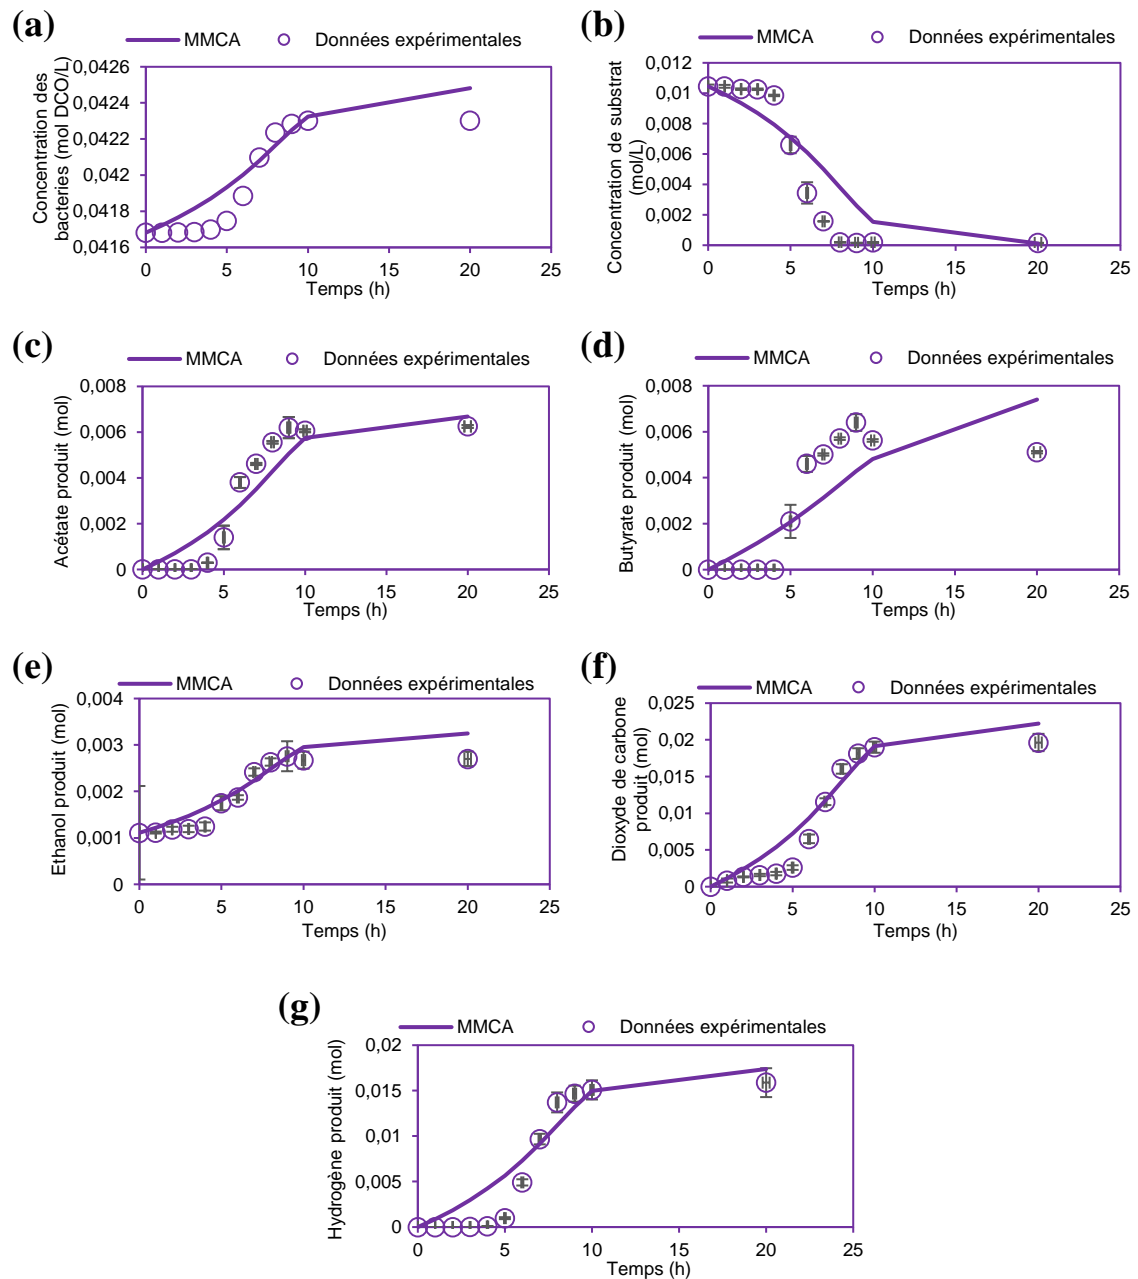 (a)
MMCA
Données expérimentales
Concentration des
bacteries (mol DCO/L)
0,0426
0,0424
0,0422
0,042
0,0418
0,0416
0
5
10
15
20
25
Temps (h)
(b)
MMCA
Données expérimentales
Concentration de substrat
(mol/L)
0,012
0,01
0,008
0,006
0,004
0,002
0
0
5
10
15
20
25
Temps (h)
(c)
MMCA
Données expérimentales
Acétate produit (mol)
0,008
0,006
0,004
0,002
0
0
5
10
15
20
25
Temps (h)
(d)
MMCA
Données expérimentales
Butyrate produit (mol)
0,008
0,006
0,004
0,002
0
0
5
10
15
20
25
Temps (h)
(e)
MMCA
Données expérimentales
Ethanol produit (mol)
0,004
0,003
0,002
0,001
0
0
5
10
15
20
25
Temps (h)
(f)
MMCA
Données expérimentales
Dioxyde de carbone
produit (mol)
0,025
0,02
0,015
0,01
0,005
0
0
5
10
15
20
25
Temps (h)
(g)
MMCA
Données expérimentales
Hydrogène produit (mol)
0,02
0,015
0,01
0,005
0
0
5
10
15
20
25
Temps (h)